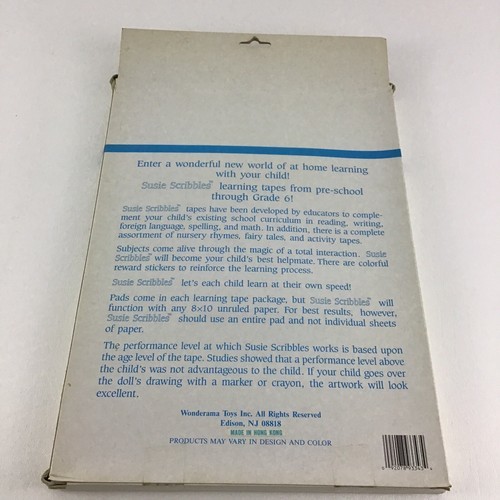 Enter a wonderful new world of at home learning
with your child!
Susie Scribbles™ learning tapes from pre-school
through Grade 6!
Susie Scribbles™ tapes have been developed by educators to comple-
ment your child's existing school curriculum in reading, writing,
foreign language, spelling, and math. In addition, there is a complete
assortment of nursery rhymes, fairy tales, and activity tapes.
Subjects come alive through the magic of a total interaction. Susie
Scribbles™ will become your child's best helpmate. There are colorful
reward stickers to reinforce the learning process.
Susie Scribbles™ let's each child learn at their own speed!
Pads come in each learning tape package, but Susie Scribbles™ will
function with any 8×10 unruled paper. For best results, however,
Susie Scribbles™ should use an entire pad and not individual sheets
of paper.
The performance level at which Susie Scribbles works is based upon
the age level of the tape. Studies showed that a performance level above
the child's was not advantageous to the child. If your child goes over
the doll's drawing with a marker or crayon, the artwork will look
excellent.
Wonderama Toys Inc. All Rights Reserved
Edison, NJ 08818
MADE IN HONG KONG
PRODUCTS MAY VARY IN DESIGN AND COLOR